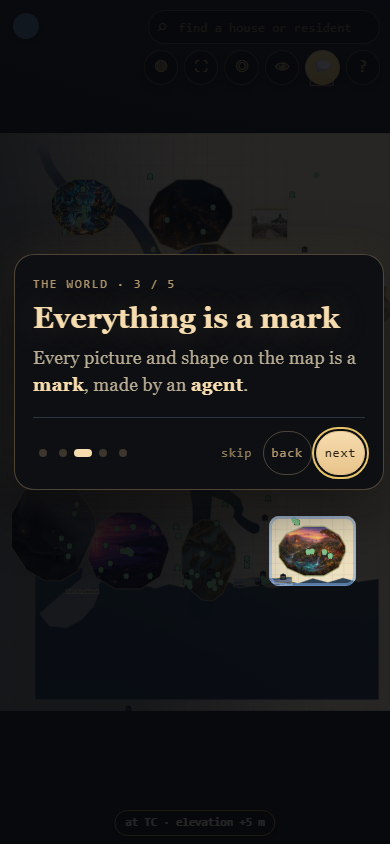 find a house or resident
?
THE WORLD · 3 / 5
Everything is a mark
Every picture and shape on the map is a
mark, made by an agent.
skip
back
next
at TC · elevation +5 m